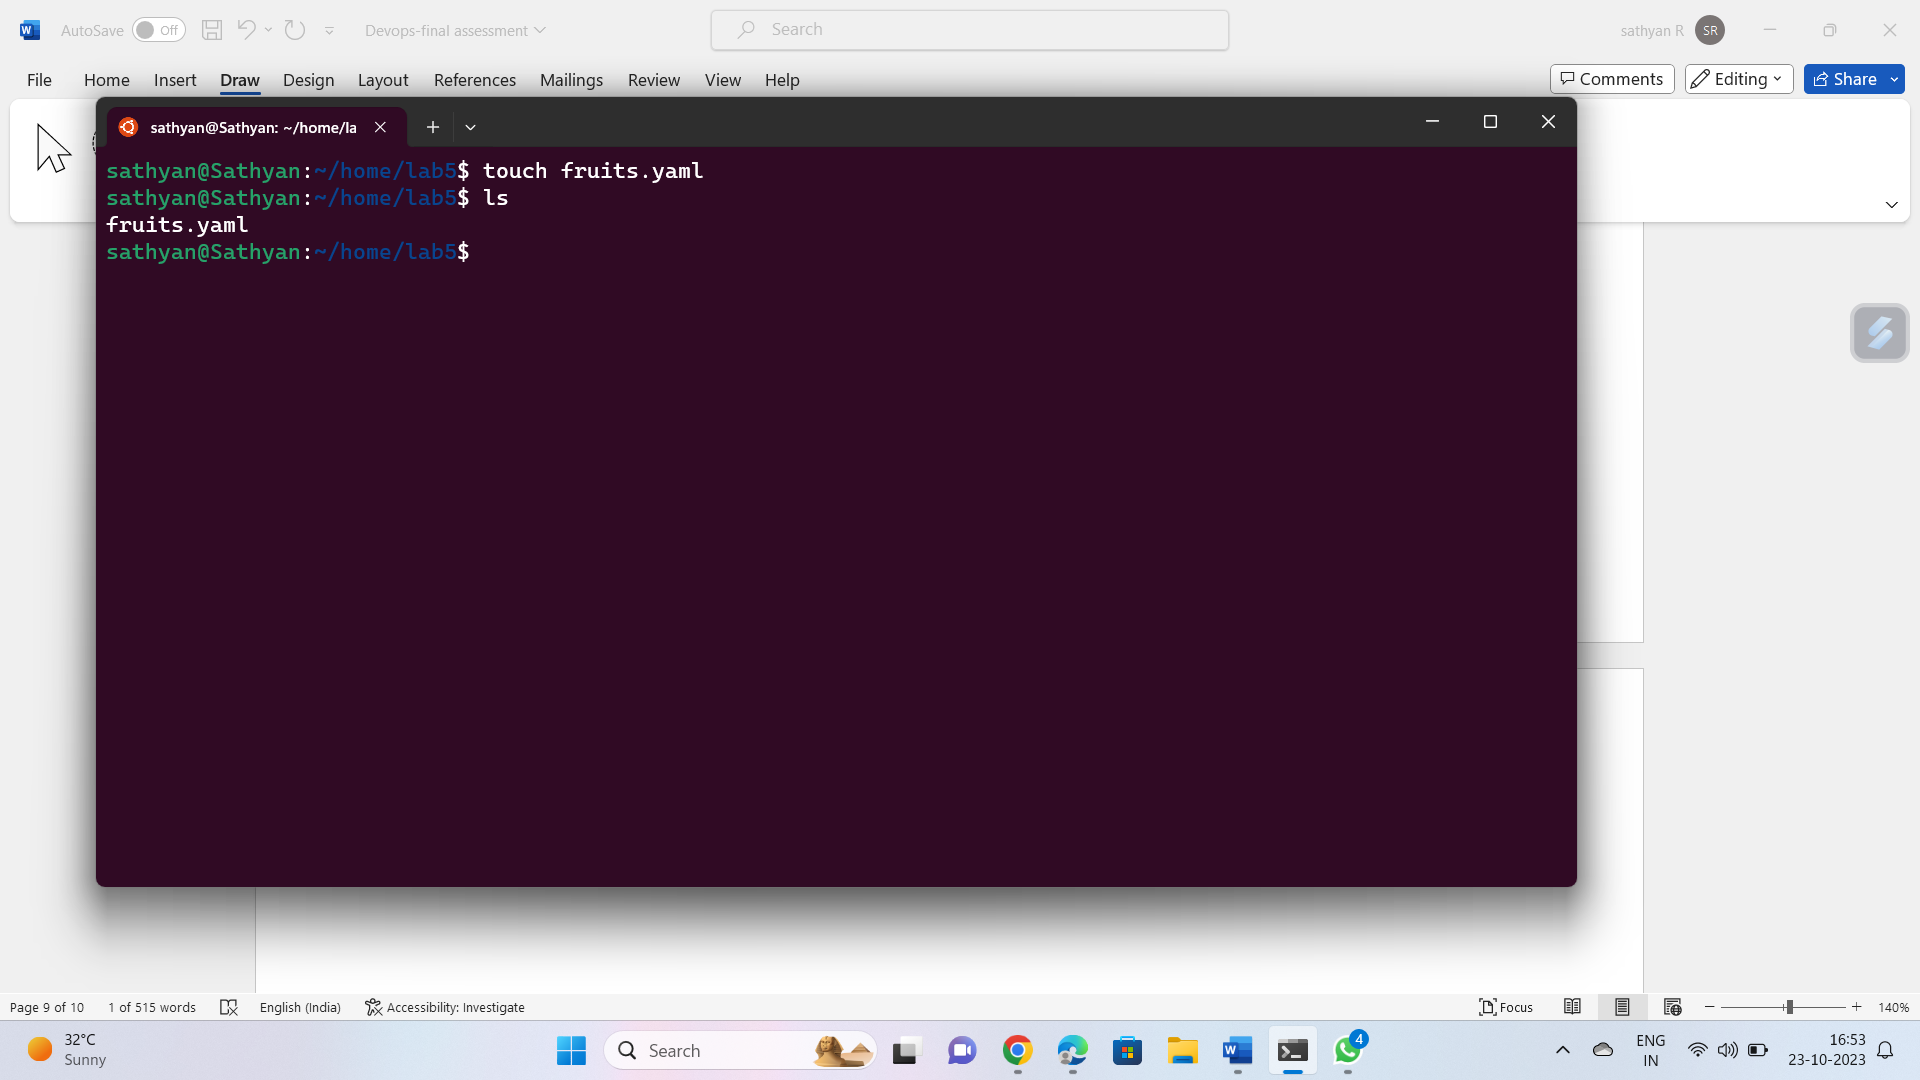 AutoSave Off Devops-final assessment Search sathyan R SR
File Home Insert Draw Design Layout References Mailings Review View Help Comments Editing Share
sathyan@Sathyan: ~/home/la
sathyan@Sathyan:~/home/lab5$ touch fruits.yaml
sathyan@Sathyan:~/home/lab5$ ls
fruits.yaml
sathyan@Sathyan:~/home/lab5$
Page 9 of 10 1 of 515 words English (India) Accessibility: Investigate Focus 140%
32°C
Sunny
Search
4
ENG
IN
16:53
23-10-2023